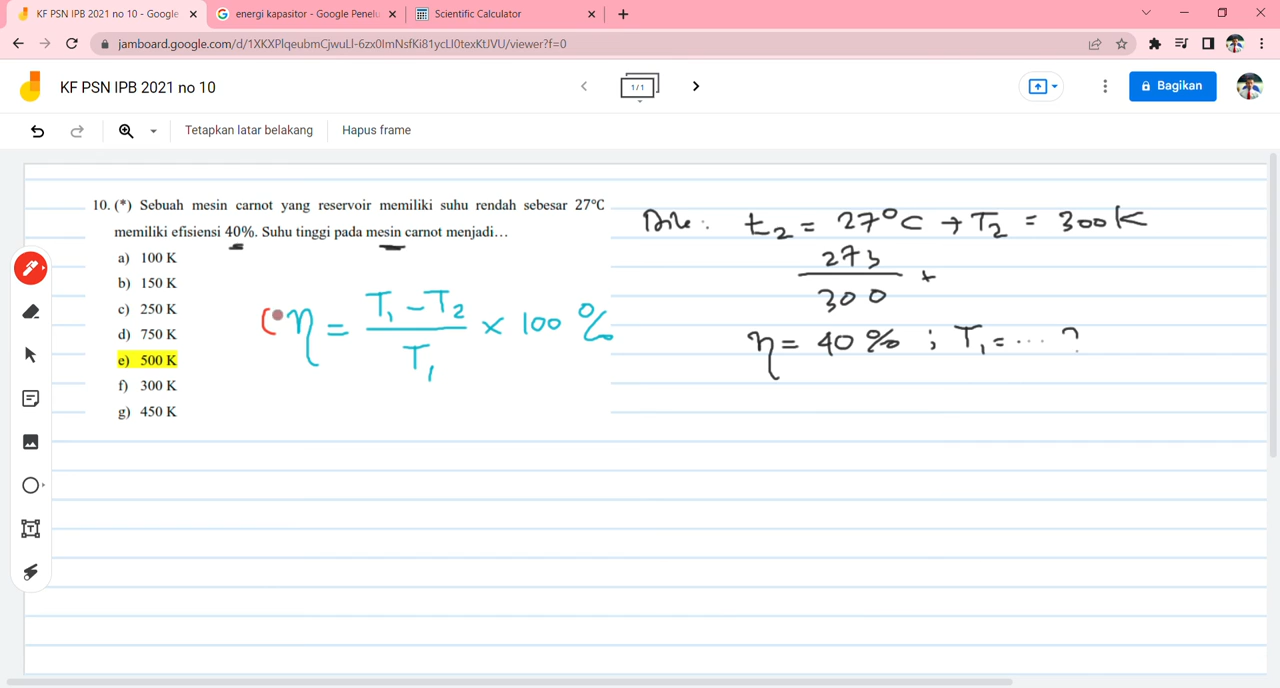 KF PSN IPB 2021 no 10 - Google
energi kapasitor - Google Penelu
Scientific Calculator
jamboard.google.com/d/1XKXPlqeubmCjwuLl-6zx0ImNsfKi81ycLl0texKtJVU/viewer?f=0
KF PSN IPB 2021 no 10
1/1
Bagikan
Tetapkan latar belakang
Hapus frame
10. (*) Sebuah mesin carnot yang reservoir memiliki suhu rendah sebesar 27°C
memiliki efisiensi 40%. Suhu tinggi pada mesin carnot menjadi…
a) 100 K
b) 150 K
c) 250 K
d) 750 K
e) 500 K
f) 300 K
g) 450 K
( η = T₁ - T₂ / T₁ × 100 %
t₂ = 27°C → T₂ = 300 K
273
+
300
η = 40 % ; T₁ = ... ?